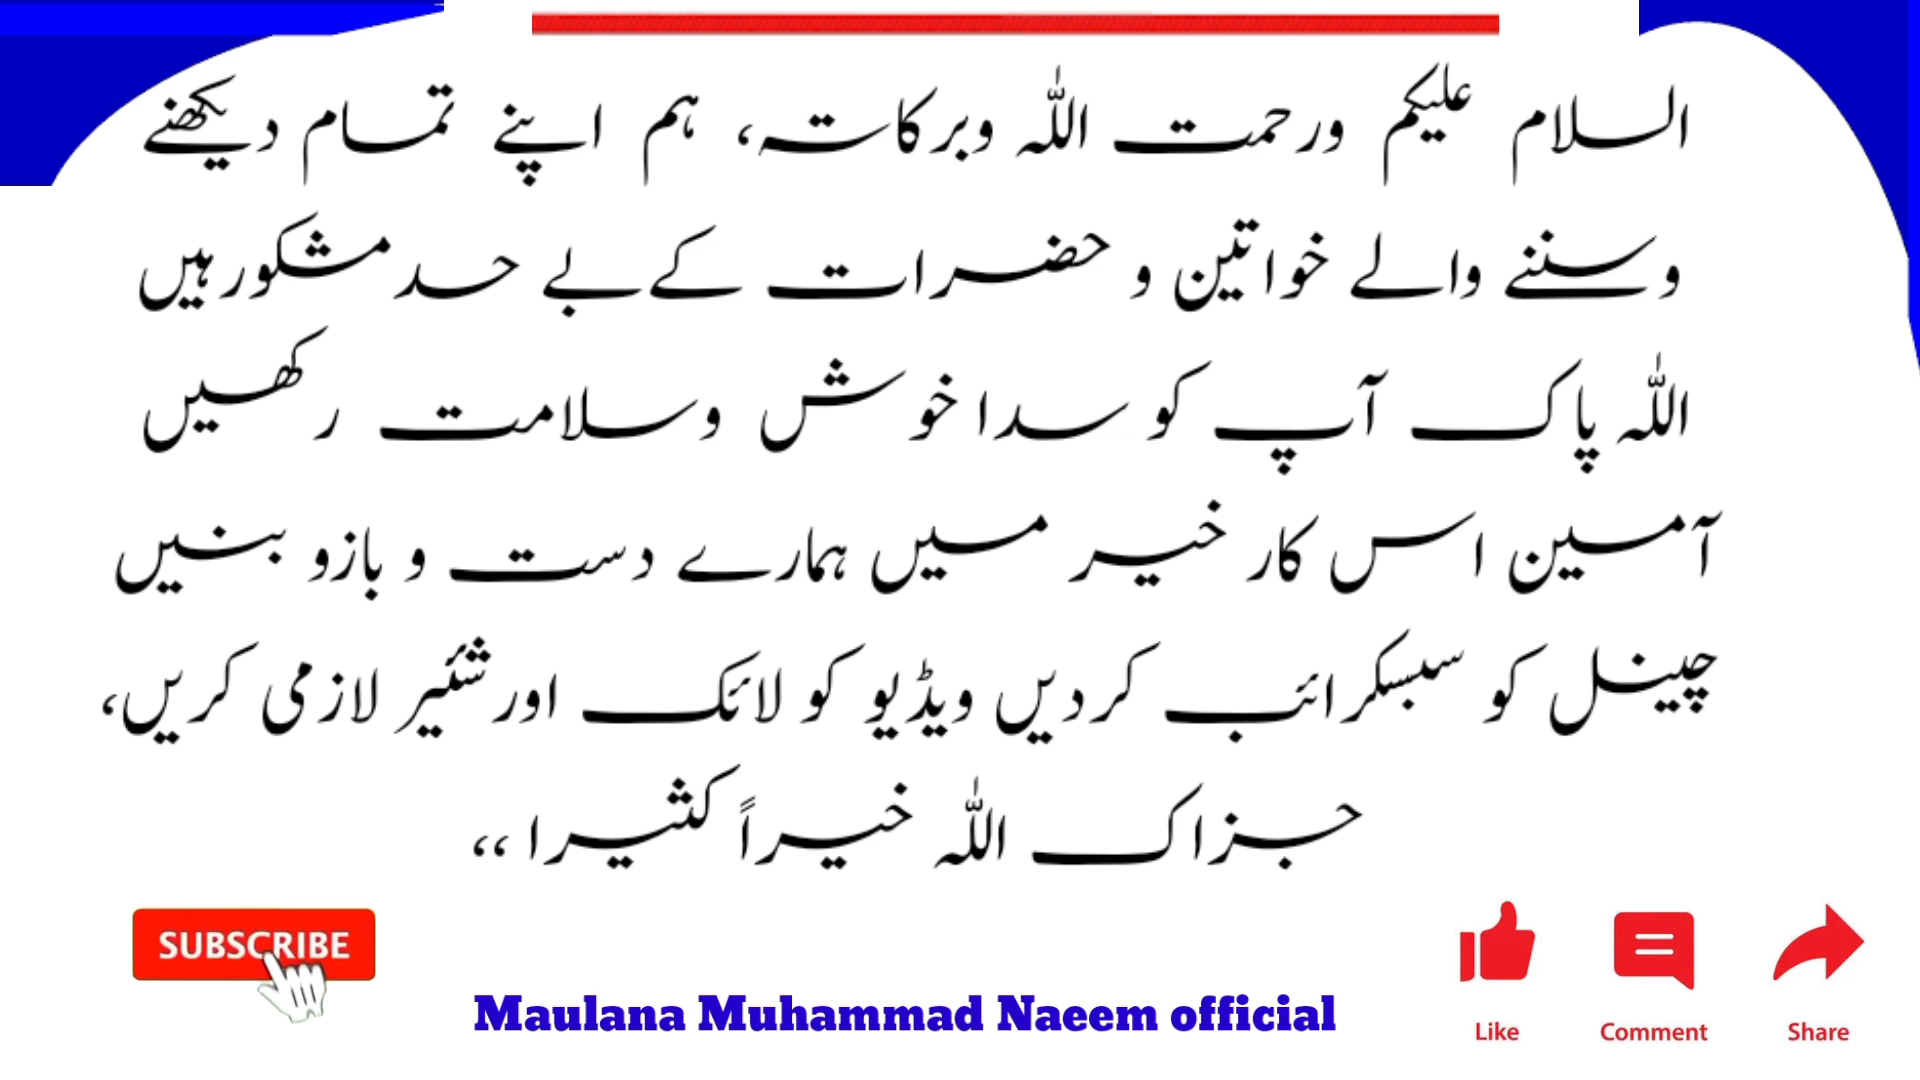 السلام علیکم ورحمت اللہ وبرکاتہ، ہم اپنے تمام دیکھنے
وسننے والے خواتین و حضرات کے بے حد مشکور ہیں
اللہ پاک آپ کو سدا خوش وسلامت رکھیں
آمین اس کار خیر میں ہمارے دست و بازو بنیں
چینل کو سبسکرائب کردیں ویڈیو کو لائک اور شئیر لازمی کریں،
جزاک اللہ خیراً کثیرا ،،
SUBSCRIBE
Maulana Muhammad Naeem official
Like Comment Share